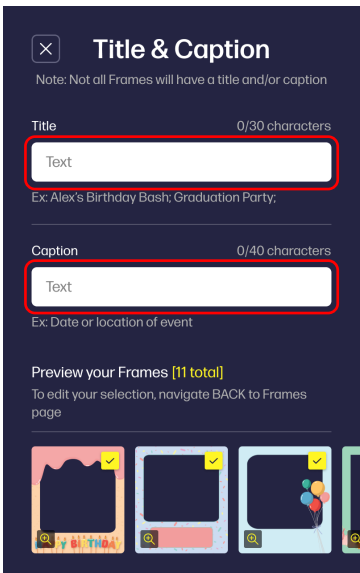 Title & Caption
Note: Not all Frames will have a title and/or caption
Title 0/30 characters
Text
Ex: Alex's Birthday Bash; Graduation Party;
Caption 0/40 characters
Text
Ex: Date or location of event
Preview your Frames [11 total]
To edit your selection, navigate BACK to Frames
page